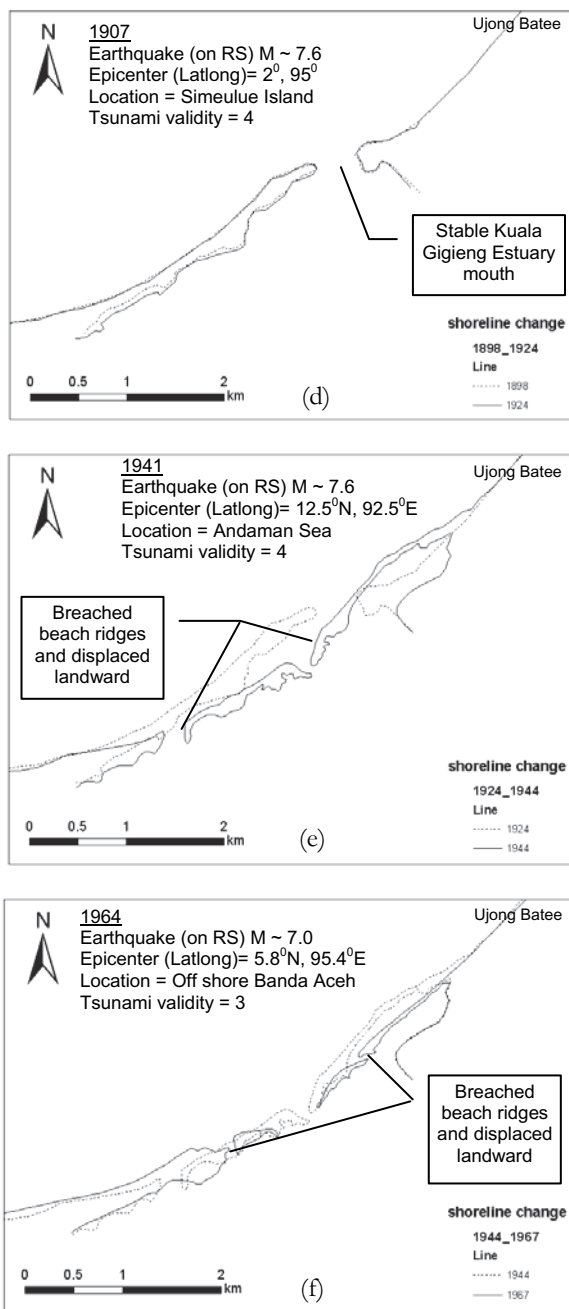 N
1907
Earthquake (on RS) M ~ 7.6
Epicenter (Latlong)= 2⁰, 95⁰
Location = Simeulue Island
Tsunami validity = 4
Ujong Batee
Stable Kuala
Gigieng Estuary
mouth
shoreline change
1898_1924
Line
1898
1924
0 0.5 1 2
km
(d)
N
1941
Earthquake (on RS) M ~ 7.6
Epicenter (Latlong)= 12.5⁰N, 92.5⁰E
Location = Andaman Sea
Tsunami validity = 4
Ujong Batee
Breached
beach ridges
and displaced
landward
shoreline change
1924_1944
Line
1924
1944
0 0.5 1 2
km
(e)
N
1964
Earthquake (on RS) M ~ 7.0
Epicenter (Latlong)= 5.8⁰N, 95.4⁰E
Location = Off shore Banda Aceh
Tsunami validity = 3
Ujong Batee
Breached
beach ridges
and displaced
landward
shoreline change
1944_1967
Line
1944
1967
0 0.5 1 2
km
(f)